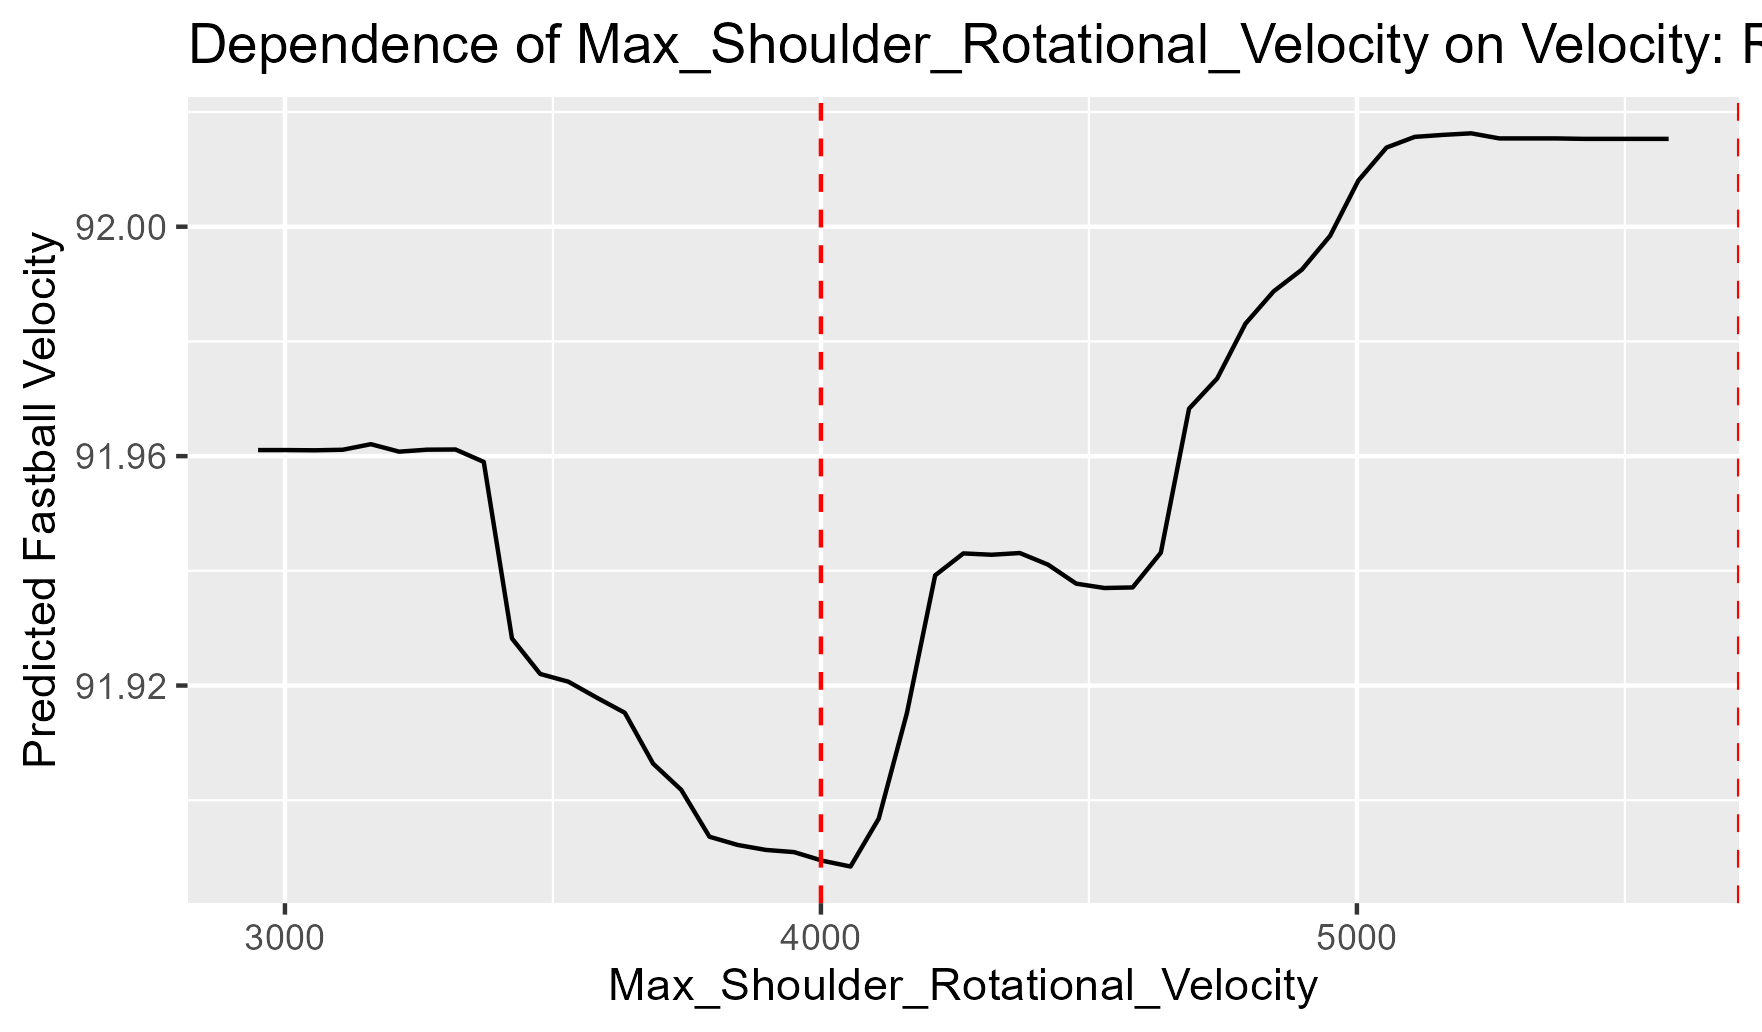 Dependence of Max_Shoulder_Rotational_Velocity on Velocity: R
Predicted Fastball Velocity
92.00
91.96
91.92
3000 4000 5000
Max_Shoulder_Rotational_Velocity